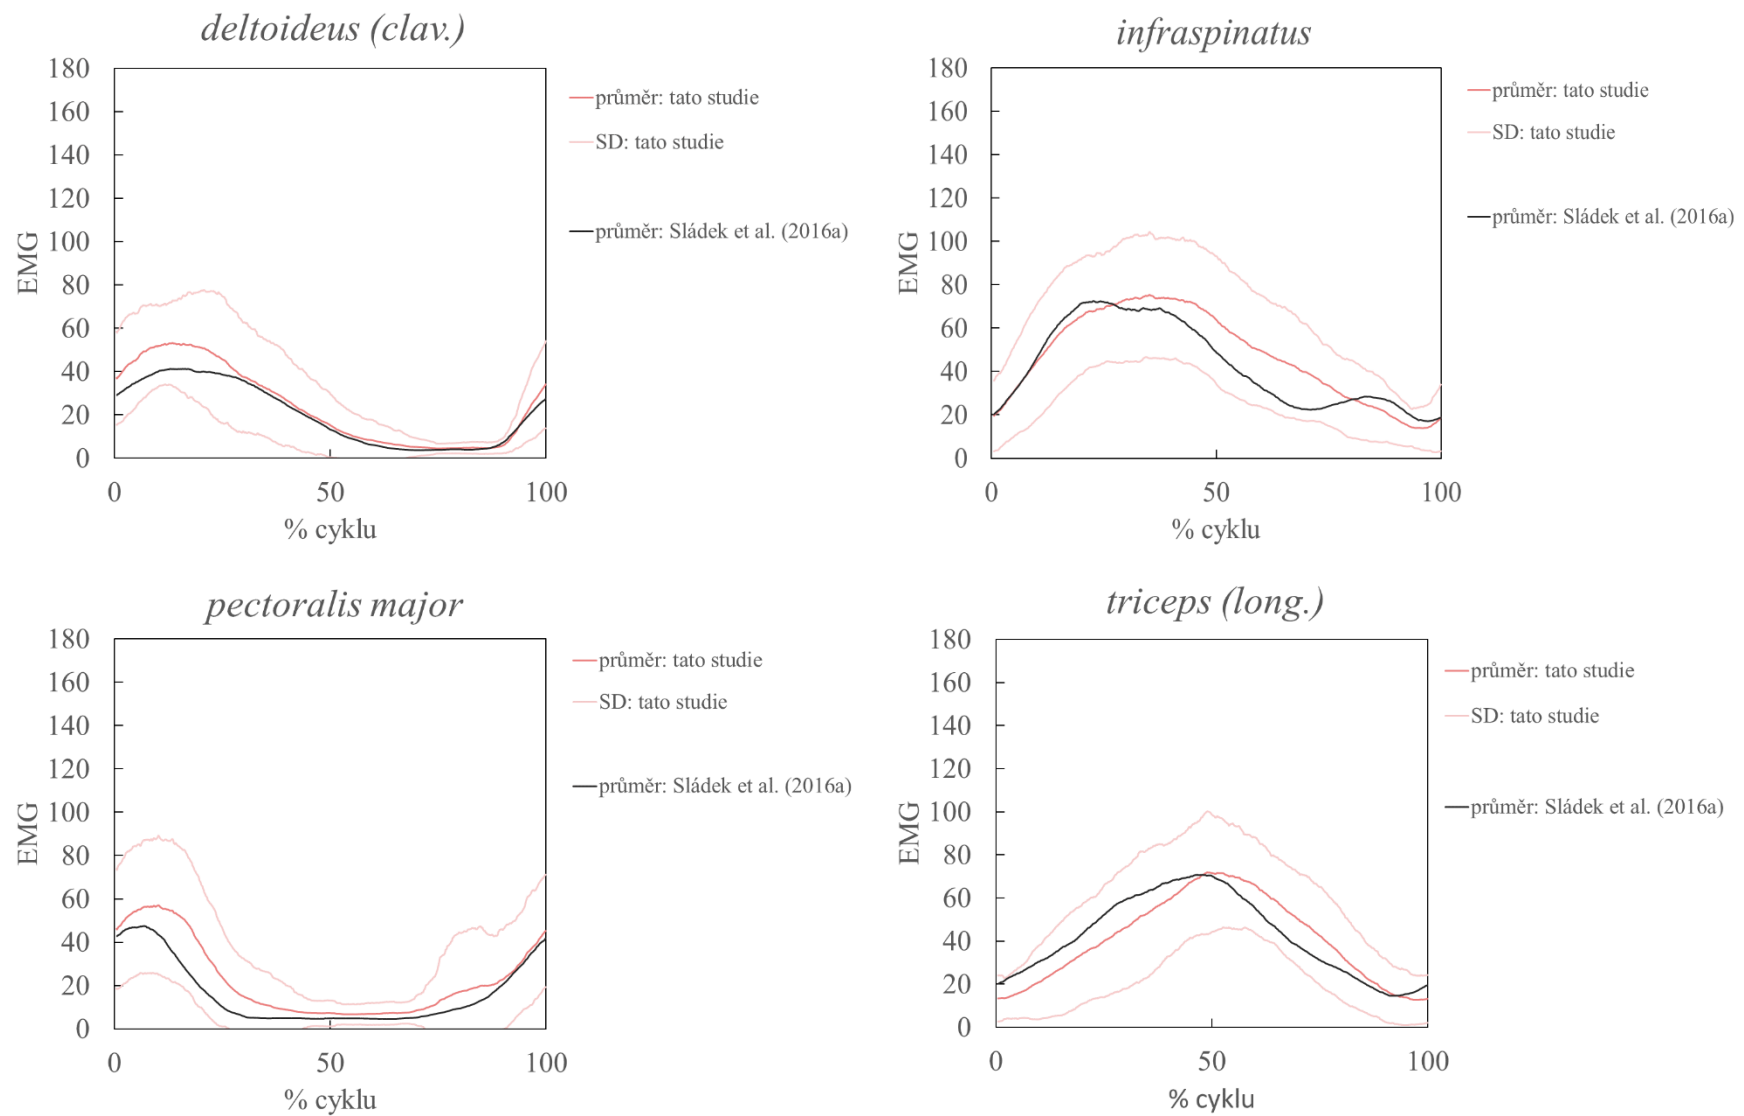 deltoideus (clav.)
180
160
140
120
100
80
60
40
20
0
EMG
0 50 100
% cyklu
průměr: tato studie
SD: tato studie
průměr: Sládek et al. (2016a)
infraspinatus
180
160
140
120
100
80
60
40
20
0
EMG
0 50 100
% cyklu
průměr: tato studie
SD: tato studie
průměr: Sládek et al. (2016a)
pectoralis major
180
160
140
120
100
80
60
40
20
0
EMG
0 50 100
% cyklu
průměr: tato studie
SD: tato studie
průměr: Sládek et al. (2016a)
triceps (long.)
180
160
140
120
100
80
60
40
20
0
EMG
0 50 100
% cyklu
průměr: tato studie
SD: tato studie
průměr: Sládek et al. (2016a)